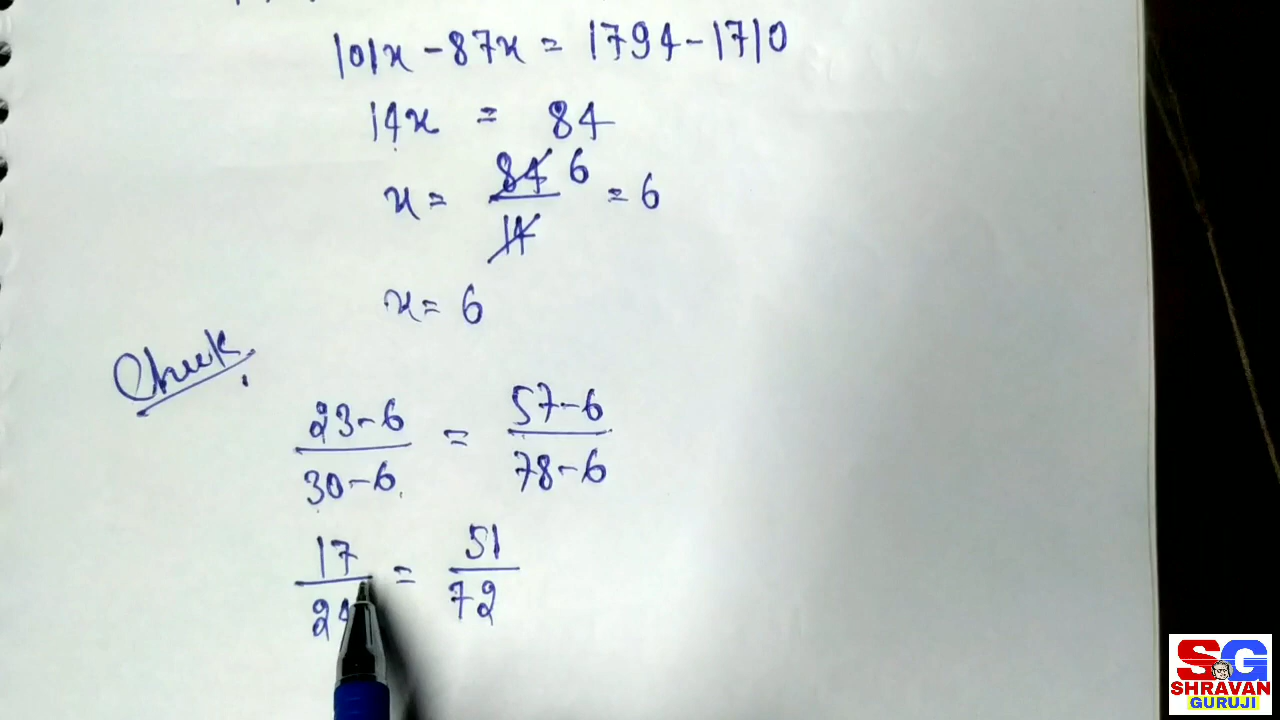 101x - 87x = 1794 - 1710
14x = 84
x = 84/14 6 = 6
x = 6
Check.
23-6/30-6 = 57-6/78-6
17/24 = 51/72
SG
SHRAVAN
GURUJI